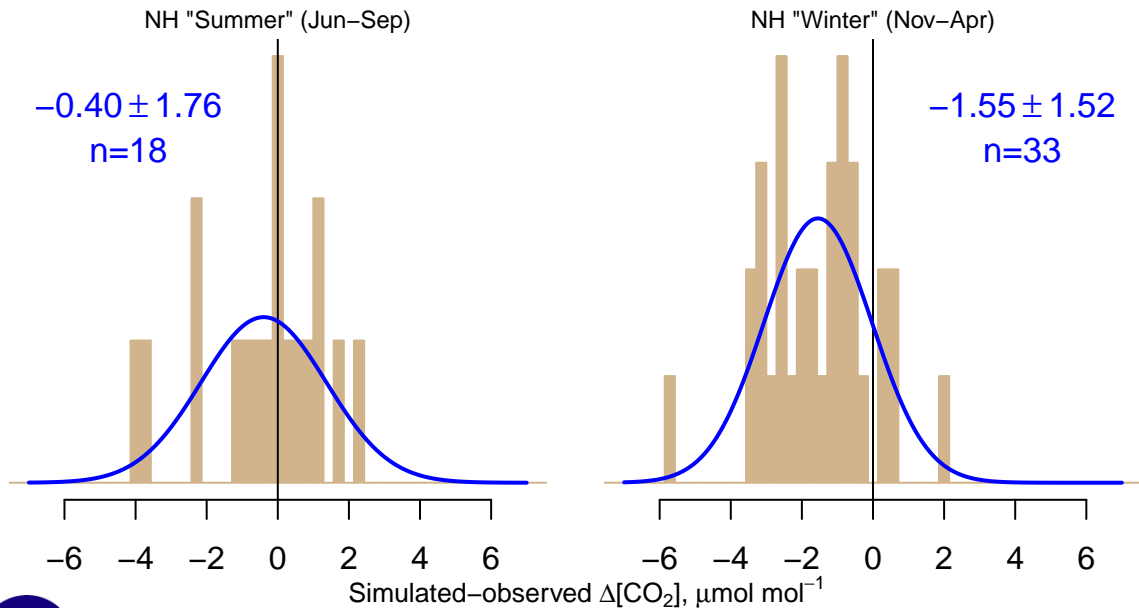 NH "Summer" (Jun−Sep)
−0.40 ± 1.76
n=18
−6 −4 −2 0 2 4 6
NH "Winter" (Nov−Apr)
−1.55 ± 1.52
n=33
−6 −4 −2 0 2 4 6
Simulated−observed Δ[CO₂], μmol mol⁻¹